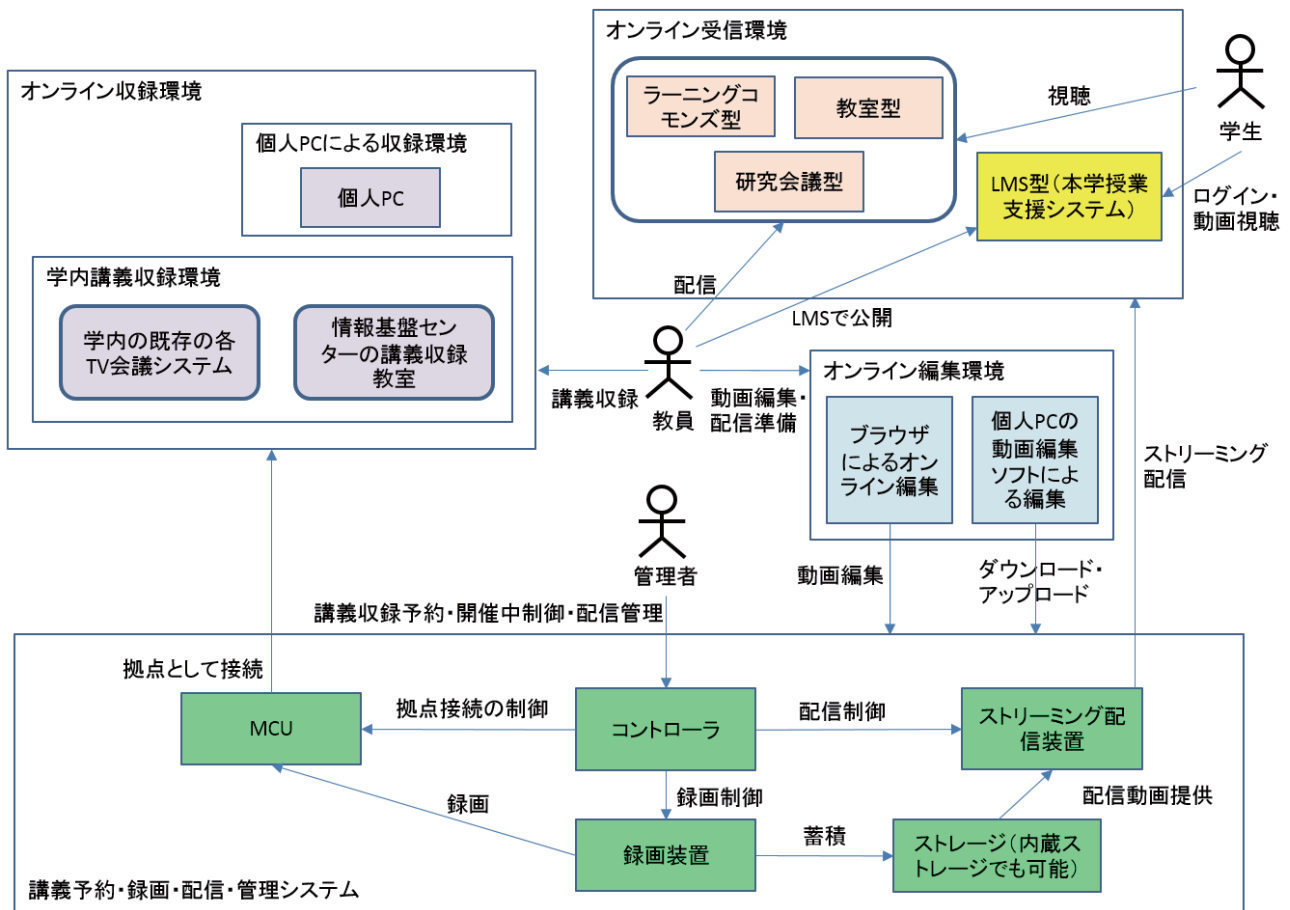 オンライン受信環境
ラーニングコ
モンズ型
教室型
研究会議型
LMS型（本学授業
支援システム）
視聴
学生
ログイン・
動画視聴
オンライン収録環境
個人PCによる収録環境
個人PC
学内講義収録環境
学内の既存の各
TV会議システム
情報基盤セン
ターの講義収録
教室
配信
LMSで公開
講義収録
教員
動画編集・
配信準備
オンライン編集環境
ブラウザ
によるオン
ライン編集
個人PCの
動画編集
ソフトによ
る編集
ストリーミング
配信
管理者
動画編集
ダウンロード・
アップロード
講義収録予約・開催中制御・配信管理
拠点として接続
MCU
拠点接続の制御
コントローラ
配信制御
ストリーミング配
信装置
録画
録画制御
配信動画提供
録画装置
蓄積
ストレージ（内蔵ス
トレージでも可能）
講義予約・録画・配信・管理システム